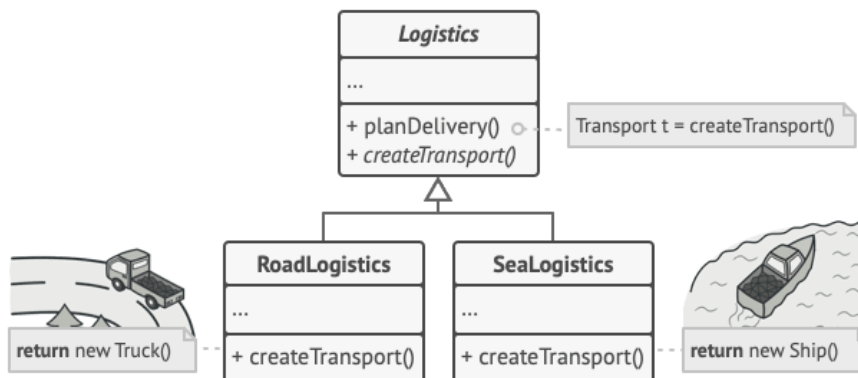 Logistics
...
+ planDelivery()
+ createTransport()
Transport t = createTransport()
RoadLogistics
...
+ createTransport()
SeaLogistics
...
+ createTransport()
return new Truck()
return new Ship()